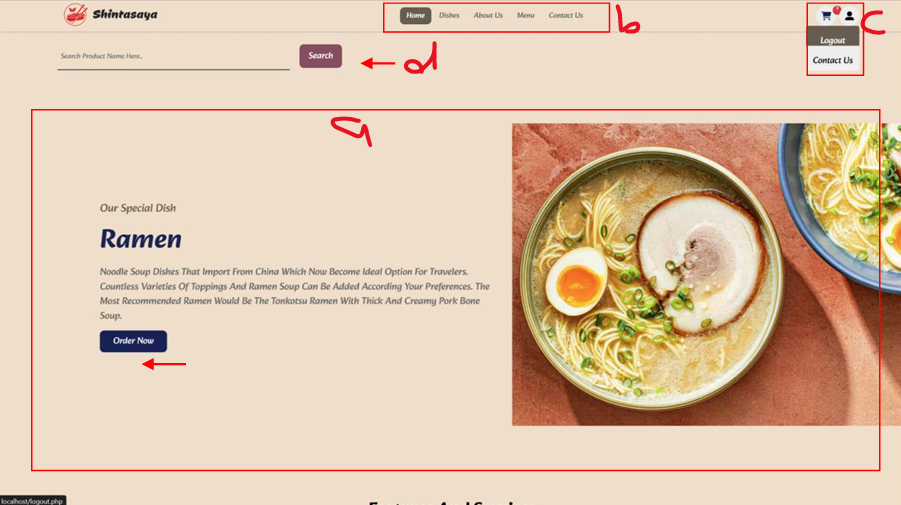 Shintasaya
Home Dishes About Us Menu Contact Us
b
c
Logout
Contact Us
Search Product Name Here..
Search
d
a
Our Special Dish
Ramen
Noodle Soup Dishes That Import From China Which Now Become Ideal Option For Travelers.
Countless Varieties Of Toppings And Ramen Soup Can Be Added According Your Preferences. The
Most Recommended Ramen Would Be The Tonkotsu Ramen With Thick And Creamy Pork Bone
Soup.
Order Now
localhost/logout.php